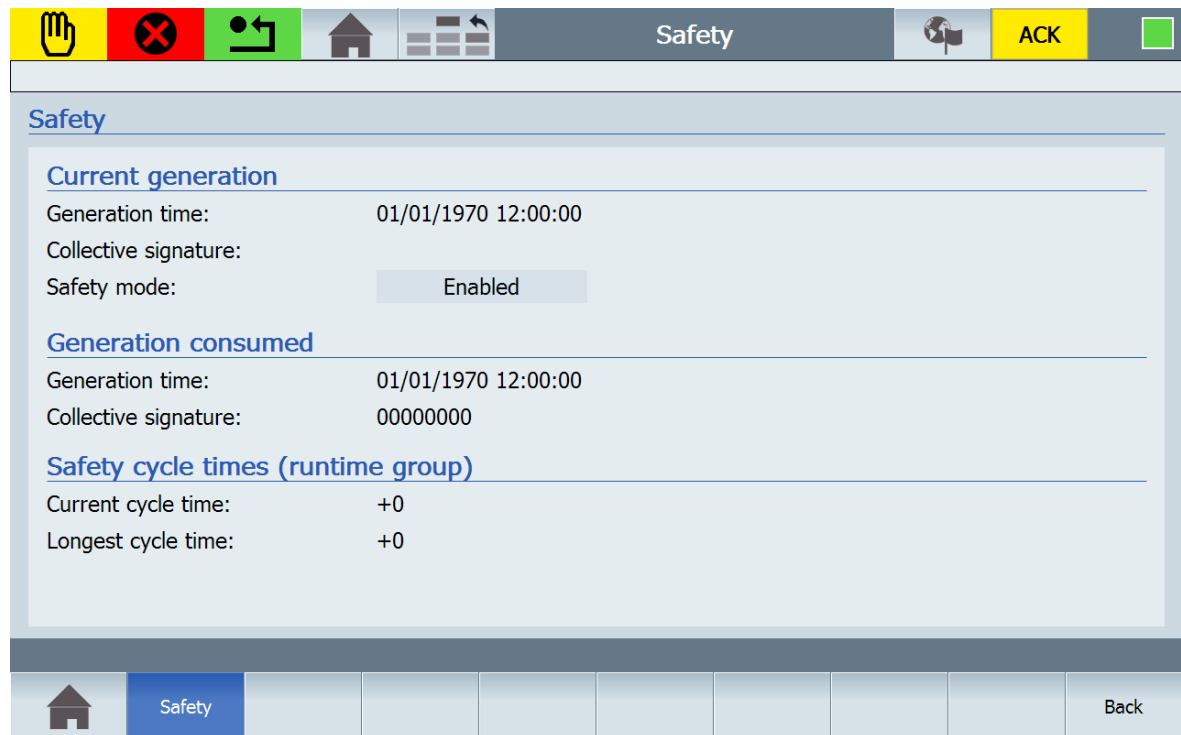 Safety
ACK
Safety
Current generation
Generation time: 01/01/1970 12:00:00
Collective signature:
Safety mode: Enabled
Generation consumed
Generation time: 01/01/1970 12:00:00
Collective signature: 00000000
Safety cycle times (runtime group)
Current cycle time: +0
Longest cycle time: +0
Safety
Back